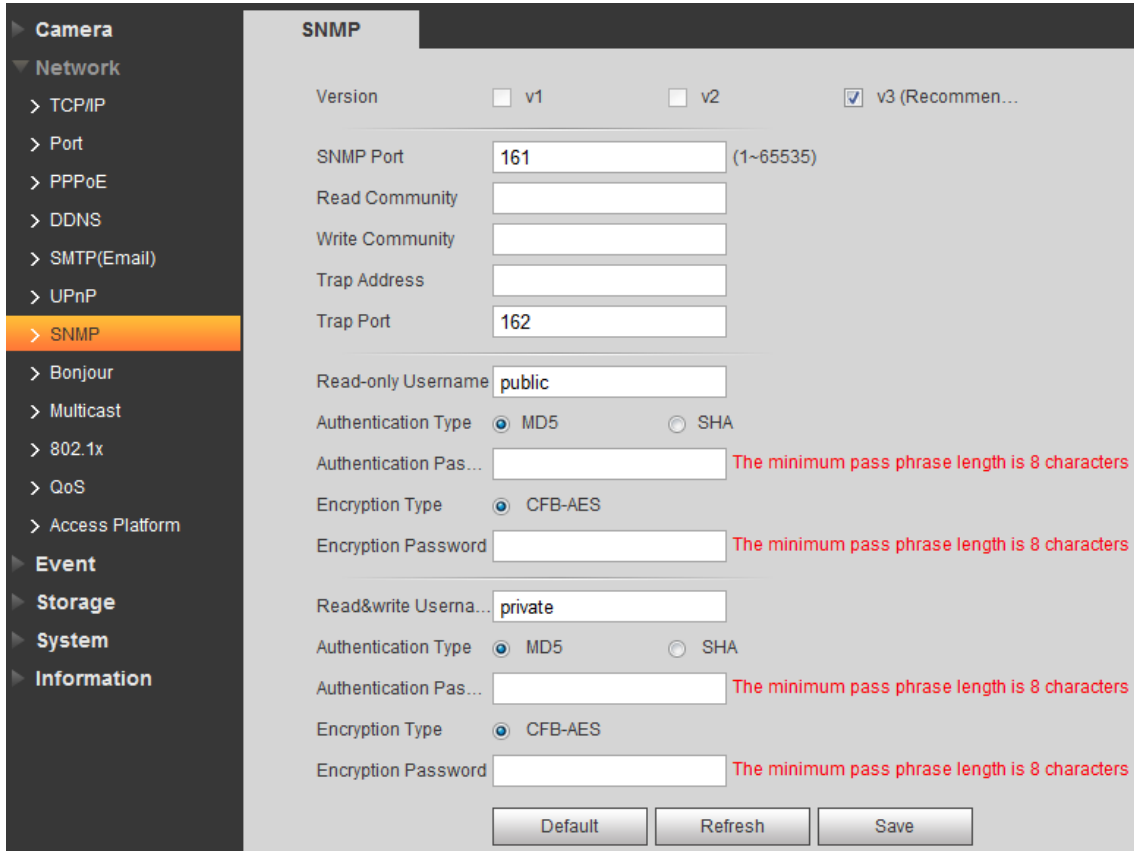 Camera
Network
TCP/IP
Port
PPPoE
DDNS
SMTP(Email)
UPnP
SNMP
Bonjour
Multicast
802.1x
QoS
Access Platform
Event
Storage
System
Information
SNMP
Version v1 v2 v3 (Recommen...
SNMP Port 161 (1~65535)
Read Community
Write Community
Trap Address
Trap Port 162
Read-only Username public
Authentication Type MD5 SHA
Authentication Pas... The minimum pass phrase length is 8 characters
Encryption Type CFB-AES
Encryption Password The minimum pass phrase length is 8 characters
Read&write Userna... private
Authentication Type MD5 SHA
Authentication Pas... The minimum pass phrase length is 8 characters
Encryption Type CFB-AES
Encryption Password The minimum pass phrase length is 8 characters
Default Refresh Save